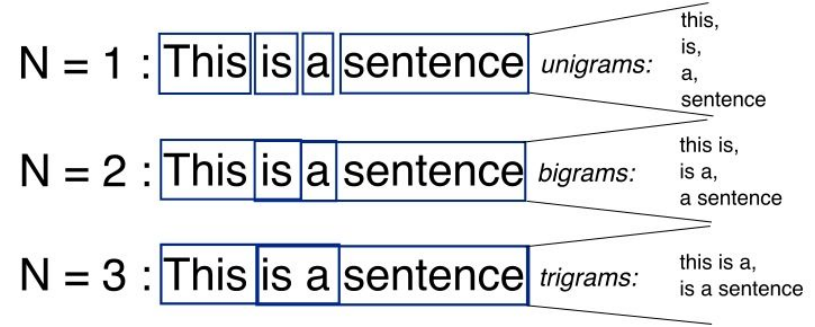 N = 1 : This is a sentence unigrams:
this,
is,
a,
sentence
N = 2 : This is a sentence bigrams:
this is,
is a,
a sentence
N = 3 : This is a sentence trigrams:
this is a,
is a sentence